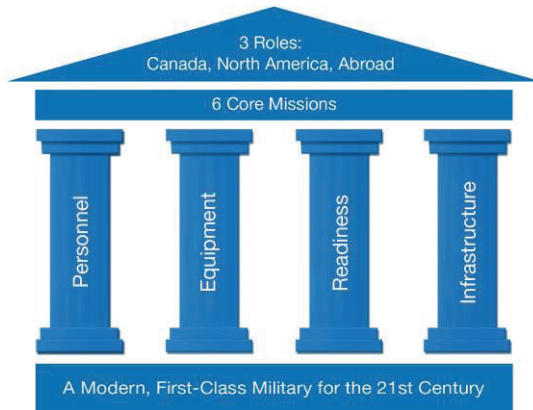 3 Roles:
Canada, North America, Abroad
6 Core Missions
Personnel
Equipment
Readiness
Infrastructure
A Modern, First-Class Military for the 21st Century